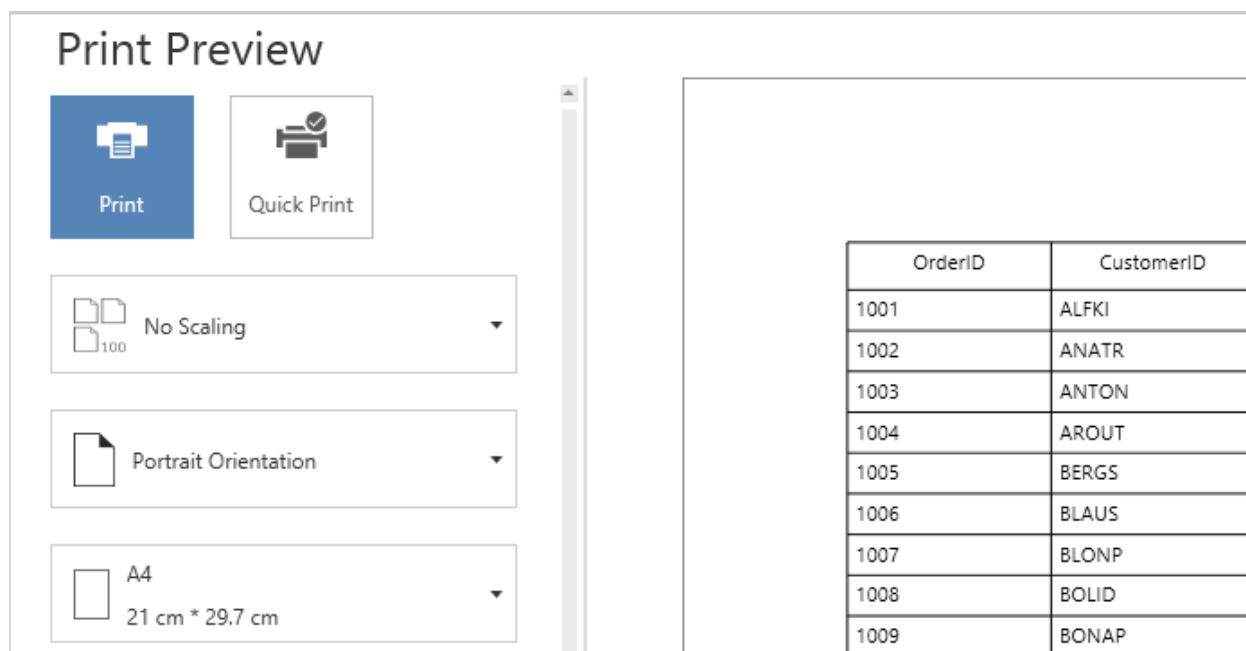 Print Preview
Print
Quick Print
No Scaling
100
Portrait Orientation
A4
21 cm * 29.7 cm
OrderID CustomerID
1001 ALFKI
1002 ANATR
1003 ANTON
1004 AROUT
1005 BERGS
1006 BLAUS
1007 BLONP
1008 BOLID
1009 BONAP